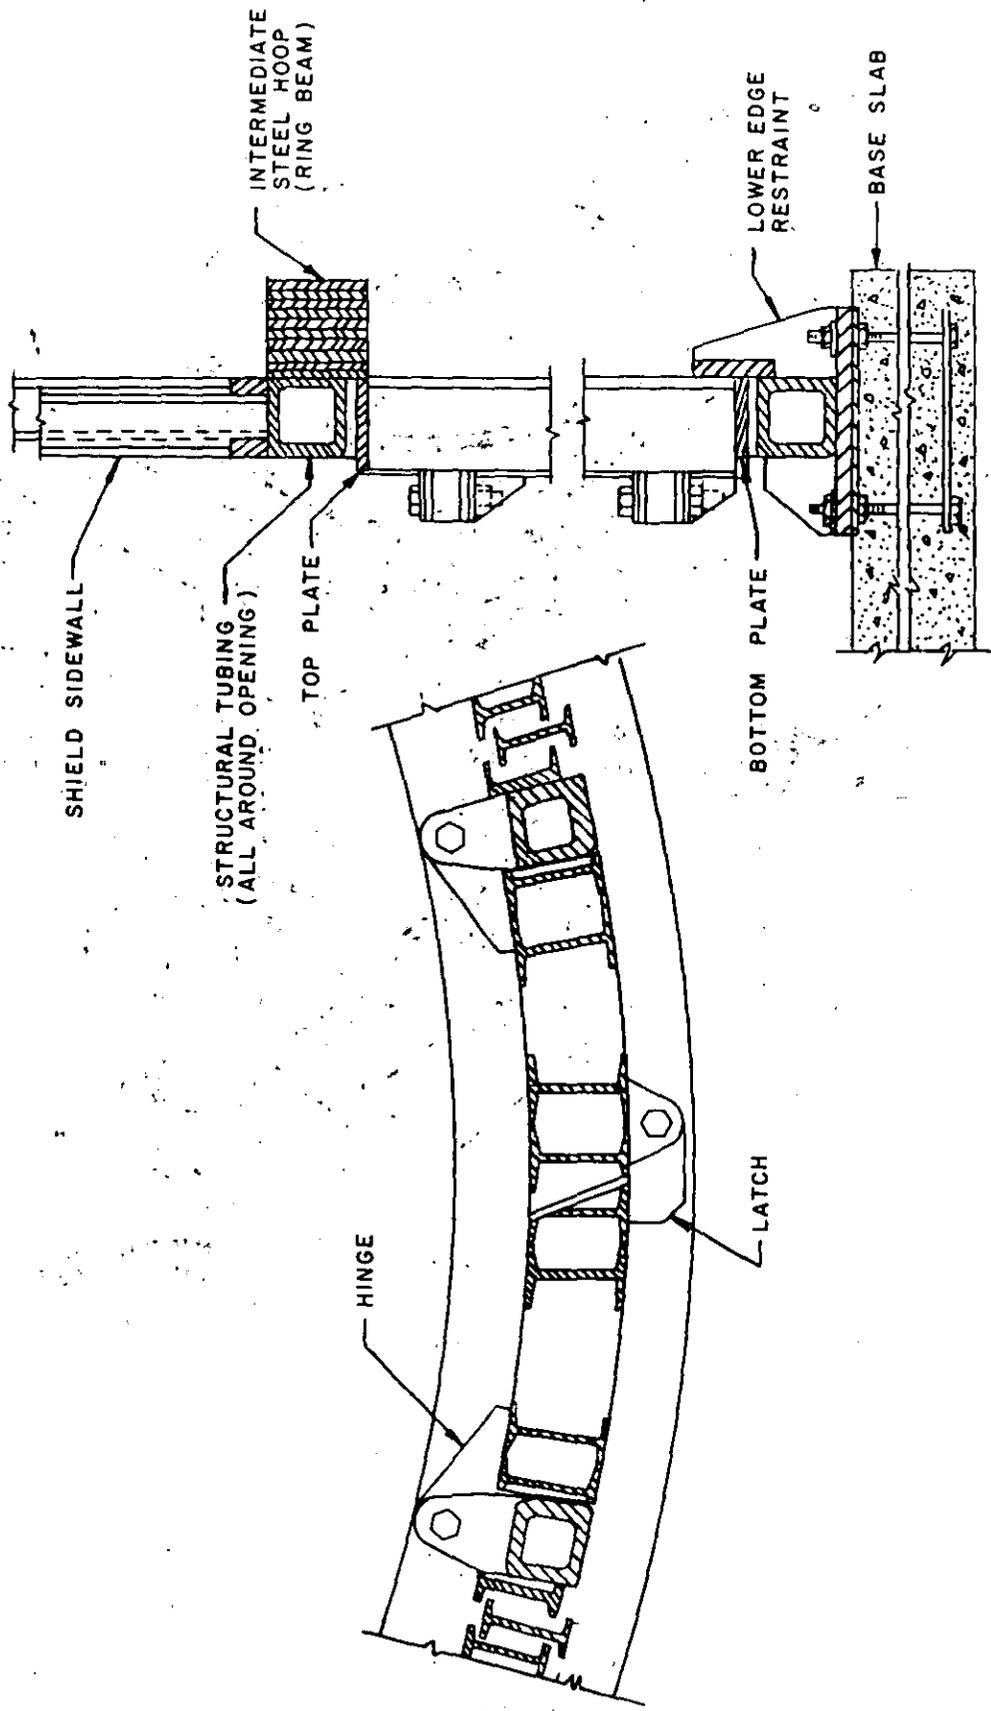 INTERMEDIATE
STEEL HOOP
(RING BEAM)
SHIELD SIDEWALL
STRUCTURAL TUBING
(ALL AROUND OPENING)
TOP PLATE
LOWER EDGE
RESTRAINT
BASE SLAB
BOTTOM PLATE
HINGE
LATCH